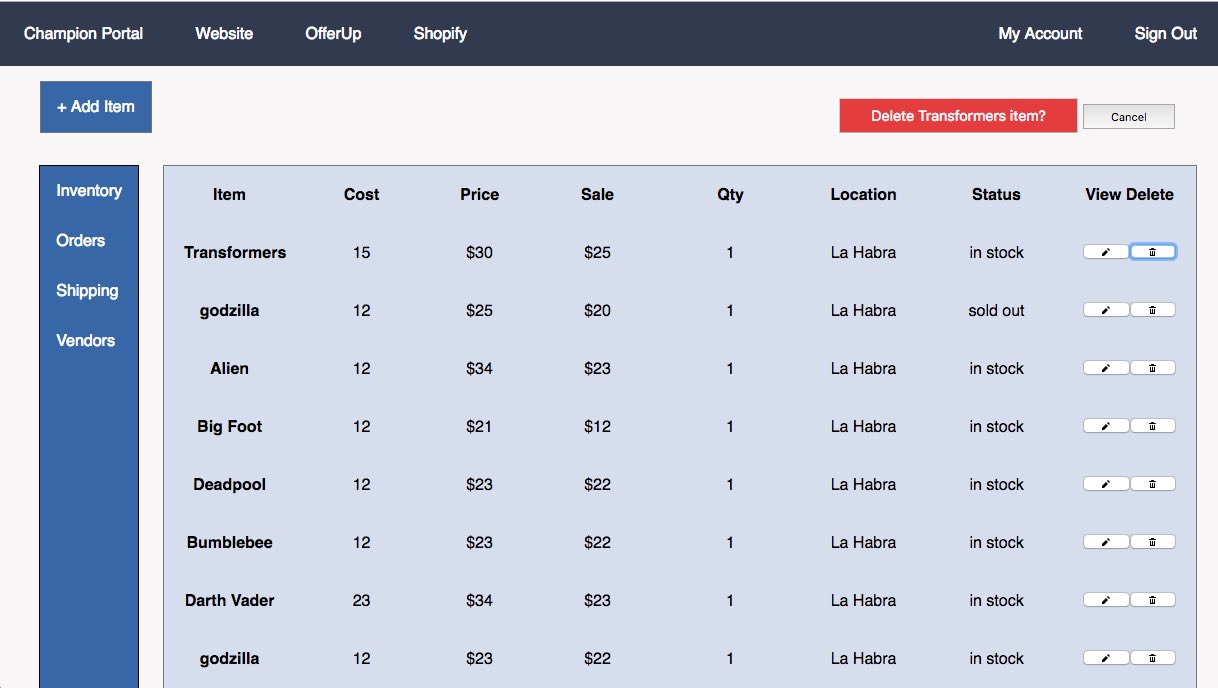 Champion Portal Website OfferUp Shopify My Account Sign Out
+ Add Item
Delete Transformers item? Cancel
Inventory
Orders
Shipping
Vendors
Item Cost Price Sale Qty Location Status View Delete
Transformers 15 $30 $25 1 La Habra in stock
godzilla 12 $25 $20 1 La Habra sold out
Alien 12 $34 $23 1 La Habra in stock
Big Foot 12 $21 $12 1 La Habra in stock
Deadpool 12 $23 $22 1 La Habra in stock
Bumblebee 12 $23 $22 1 La Habra in stock
Darth Vader 23 $34 $23 1 La Habra in stock
godzilla 12 $23 $22 1 La Habra in stock